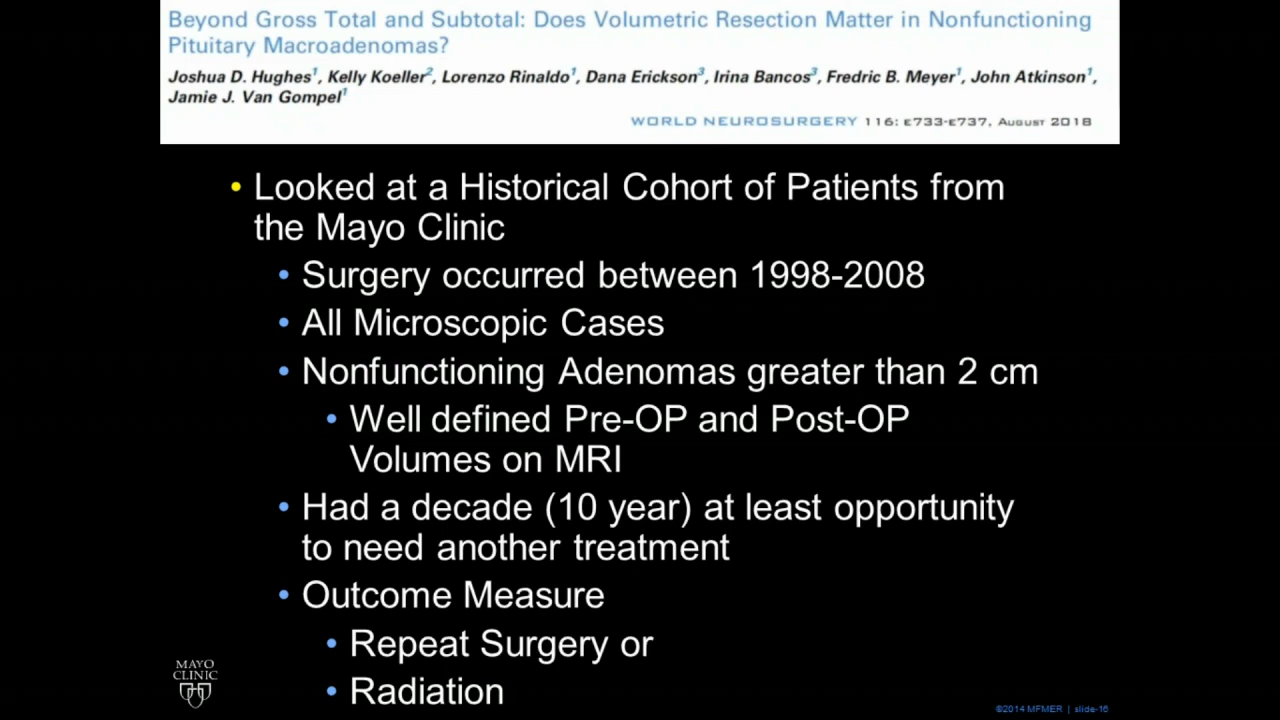 Beyond Gross Total and Subtotal: Does Volumetric Resection Matter in Nonfunctioning
Pituitary Macroadenomas?
Joshua D. Hughes1, Kelly Koeller2, Lorenzo Rinaldo1, Dana Erickson3, Irina Bancos3, Fredric B. Meyer1, John Atkinson1,
Jamie J. Van Gompel1
WORLD NEUROSURGERY 116: E733-E737, AUGUST 2018
• Looked at a Historical Cohort of Patients from
the Mayo Clinic
• Surgery occurred between 1998-2008
• All Microscopic Cases
• Nonfunctioning Adenomas greater than 2 cm
• Well defined Pre-OP and Post-OP
Volumes on MRI
• Had a decade (10 year) at least opportunity
to need another treatment
• Outcome Measure
• Repeat Surgery or
• Radiation
MAYO
CLINIC
©2014 MFMER | slide-16